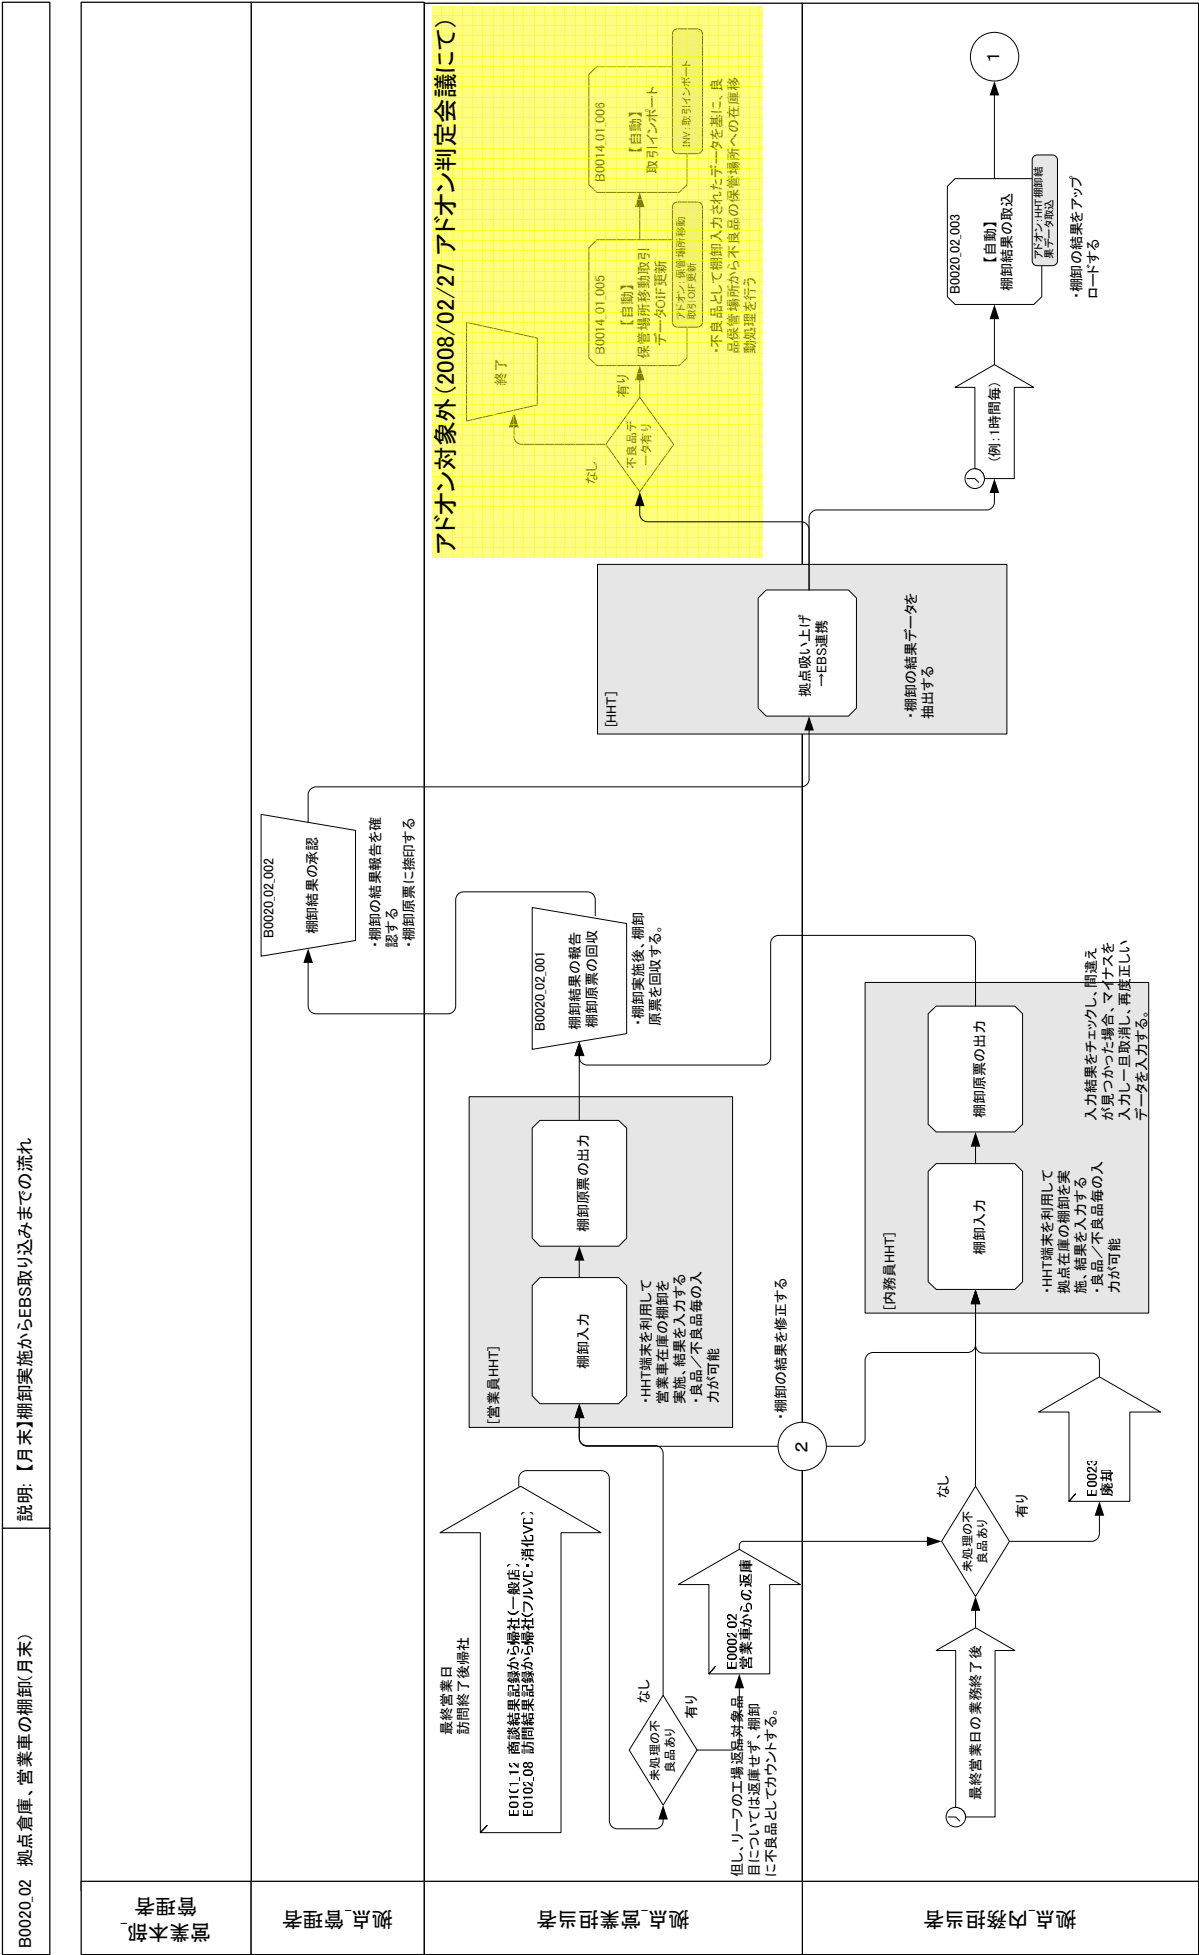 B0020_02 拠点倉庫、営業車の棚卸(月末)
説明: 【月末】棚卸実施からEBS取り込みまでの流れ
営業本部_
管理者
拠点_管理者
拠点_営業担当者
拠点_内務担当者
B0020_02_002
棚卸結果の承認
・棚卸の結果報告を確
認する
・棚卸原票に捺印する
最終営業日
訪問終了後帰社
E0101_12 商談結果記録から帰社(一般店)
E0102_08 訪問結果記録から帰社(フルVD・消化VD)
未処理の不
良品あり
なし
有り
但し、リーフの工場返品対象品
目については返庫せず、棚卸
に不良品としてカウントする。
E0002_02
営業車からの返庫
[営業員HHT]
棚卸入力
棚卸原票の出力
・HHT端末を利用して
営業車在庫の棚卸を
実施、結果を入力する
・良品/不良品毎の入
力が可能
B0020_02_001
棚卸結果の報告
棚卸原票の回収
・棚卸実施後、棚卸
原票を回収する。
2
・棚卸の結果を修正する
アドオン対象外(2008/02/27 アドオン判定会議にて)
終了
なし
不良品デ
ータ有り
有り
B0014_01_005
【自動】
保管場所移動取引
データOIF更新
アドオン:保管場所移動
取引OIF更新
B0014_01_006
【自動】
取引インポート
INV:取引インポート
・不良品として棚卸入力されたデータを基に、良
品保管場所から不良品の保管場所への在庫移
動処理を行う
[HHT]
拠点吸い上げ
→EBS連携
・棚卸の結果データを
抽出する
最終営業日の業務終了後
未処理の不
良品あり
なし
有り
E0023
廃却
[内務員HHT]
棚卸入力
棚卸原票の出力
・HHT端末を利用して
拠点在庫の棚卸を実
施、結果を入力する
・良品/不良品毎の入
力が可能
入力結果をチェックし、間違え
が見つかった場合、マイナスを
入力し一旦取消し、再度正しい
データを入力する。
(例:1時間毎)
B0020_02_003
【自動】
棚卸結果の取込
アドオン:HHT棚卸結
果データ取込
・棚卸の結果をアップ
ロードする
1